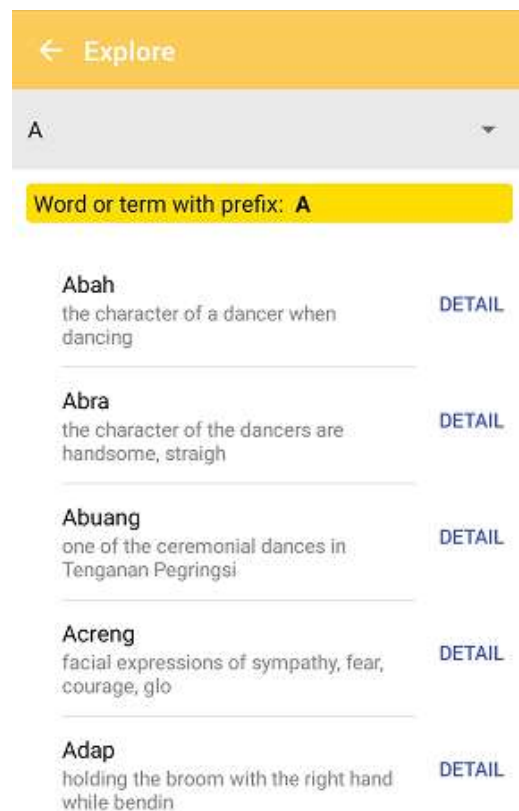 Explore
A
Word or term with prefix: A
Abah
the character of a dancer when
dancing
DETAIL
Abra
the character of the dancers are
handsome, straigh
DETAIL
Abuang
one of the ceremonial dances in
Tenganan Pegringsi
DETAIL
Acreng
facial expressions of sympathy, fear,
courage, glo
DETAIL
Adap
holding the broom with the right hand
while bendin
DETAIL